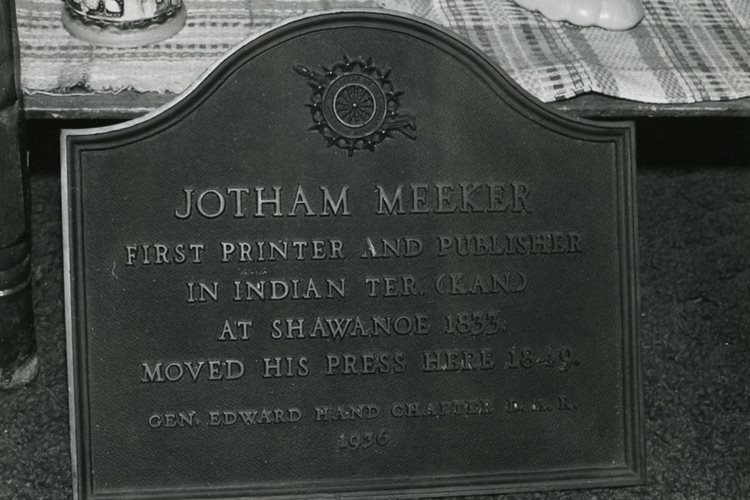 JOTHAM MEEKER
FIRST PRINTER AND PUBLISHER
IN INDIAN TER. (KAN.)
AT SHAWANOE 1833.
MOVED HIS PRESS HERE 1849.
GEN. EDWARD HAND CHAPTER D.A.R.
1936